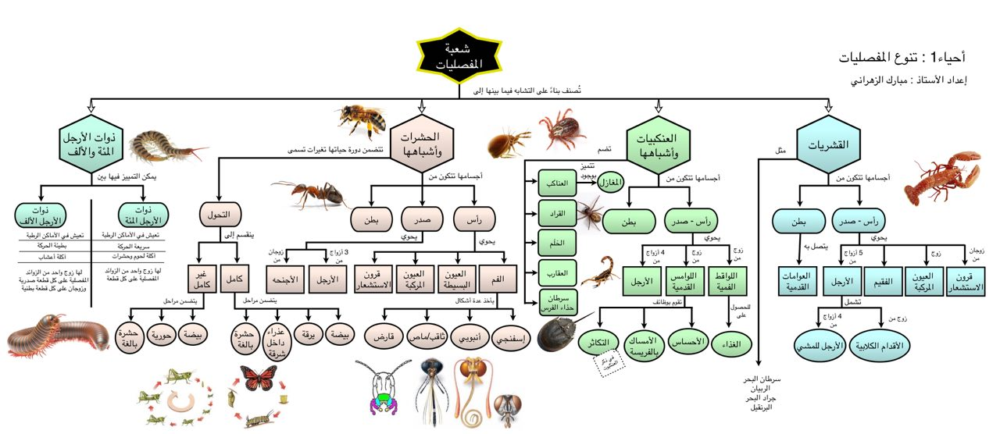 أحياء1 : تنوع المفصليات
إعداد الأستاذ : مبارك الزهراني
شعبة
المفصليات
تُصنف بناءً على التشابه فيما بينها إلى
القشريات
مثل
أجسامها تتكون من
رأس - صدر
بطن
يحوي
يتصل به
زوجان
من
زوج
5 أزواج
من
قرون
الاستشعار
العيون
المركبة
الفقيم
الأرجل
العوامات
القدمية
تشمل
زوج من
4 أزواج
من
الأقدام الكلابية
الأرجل للمشي
سرطان البحر
الربيان
جراد البحر
البرنقيل
العنكبيات
وأشباهها
تضم
أجسامها تتكون من
رأس - صدر
بطن
يحوي
زوج
من
زوج
من
4 أزواج
من
اللواقط
الفمية
اللوامس
القدمية
الأرجل
للحصول
على
تقوم بوظائف
الغذاء
الأحساس
الأمساك
بالفريسة
التكاثر
في ذكر
العنكبوت
العناكب
تتميز
بوجود
المغازل
القراد
الحَلَم
العقارب
سرطان
حذاء الفرس
الحشرات
وأشباهها
تتضمن دورة حياتها تغيرات تسمى
أجسامها تتكون من
رأس
صدر
بطن
يحوي
يحوي
الفم
العيون
البسيطة
العيون
المركبة
قرون
الاستشعار
3 أزواج
من
زوجان
من
الأرجل
الأجنحه
يأخذ عدة أشكال
إسفنجي
أنبوبي
ثاقب/ماص
قارض
التحول
ينقسم إلى
كامل
غير
كامل
يتضمن مراحل
يتضمن مراحل
بيضة
يرقة
عذراء
داخل
شرقة
حشرة
بالغة
بيضة
حورية
حشرة
بالغة
ذوات الأرجل
المئة والألف
يمكن التمييز فيها بين
ذوات
الأرجل المئة
ذوات
الأرجل الألف
تعيش في الأماكن الرطبة
سريعة الحركة
آكلة لحوم وحشرات
لها زوج واحد من الزوائد
المفصلية على كل قطعة
تعيش في الأماكن الرطبة
بطيئة الحركة
آكلة أعشاب
لها زوج واحد من الزوائد
المفصلية على كل قطعة صدرية
وزوجان على كل قطعة بطنية